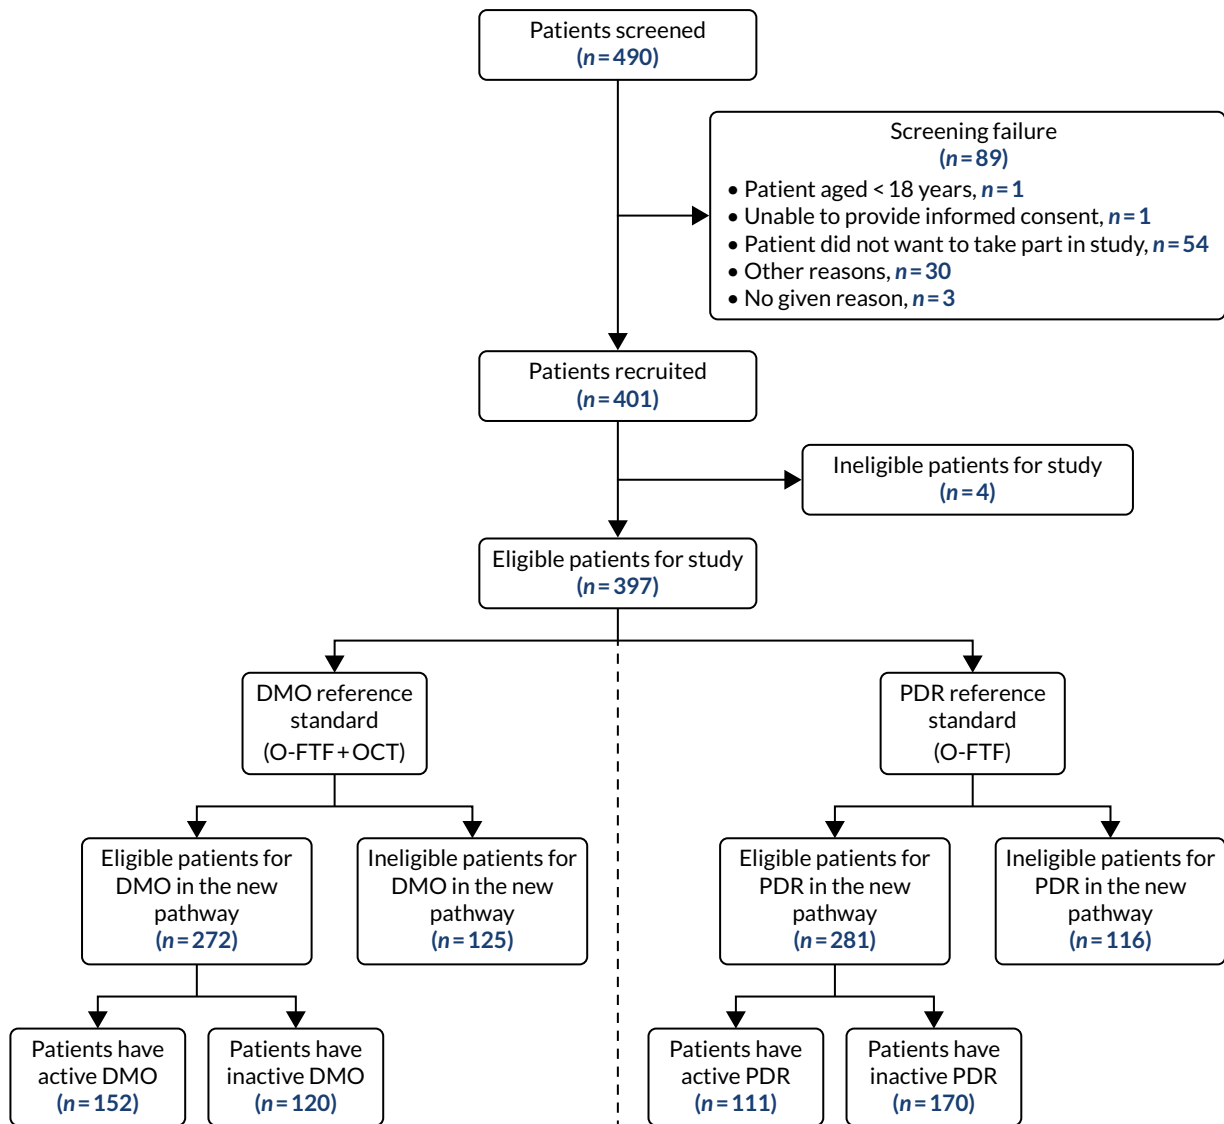 Patients screened
(n = 490)
Screening failure
(n = 89)
• Patient aged < 18 years, n = 1
• Unable to provide informed consent, n = 1
• Patient did not want to take part in study, n = 54
• Other reasons, n = 30
• No given reason, n = 3
Patients recruited
(n = 401)
Ineligible patients for study
(n = 4)
Eligible patients for study
(n = 397)
DMO reference
standard
(O-FTF + OCT)
PDR reference
standard
(O-FTF)
Eligible patients for
DMO in the new
pathway
(n = 272)
Ineligible patients for
DMO in the new
pathway
(n = 125)
Eligible patients for
PDR in the new
pathway
(n = 281)
Ineligible patients for
PDR in the new
pathway
(n = 116)
Patients have
active DMO
(n = 152)
Patients have
inactive DMO
(n = 120)
Patients have
active PDR
(n = 111)
Patients have
inactive PDR
(n = 170)